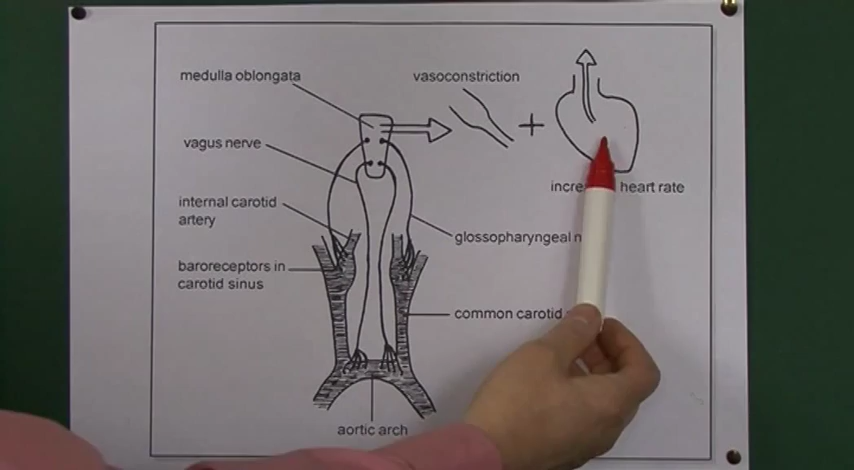 medulla oblongata
vasoconstriction
vagus nerve
heart rate
internal carotid
artery
glossopharyngeal
baroreceptors in
carotid sinus
common carotid
aortic arch